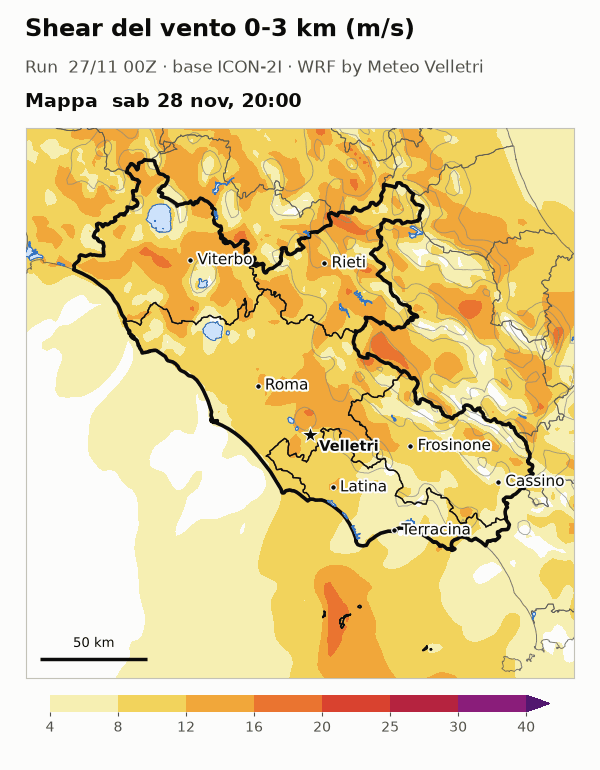 Shear del vento 0-3 km (m/s)
Run  27/11 00Z · base ICON-2I · WRF by Meteo Velletri
Mappa  sab 28 nov, 20:00
Viterbo
Rieti
Roma
Velletri
Frosinone
Latina
Cassino
Terracina
50 km
4 8 12 16 20 25 30 40